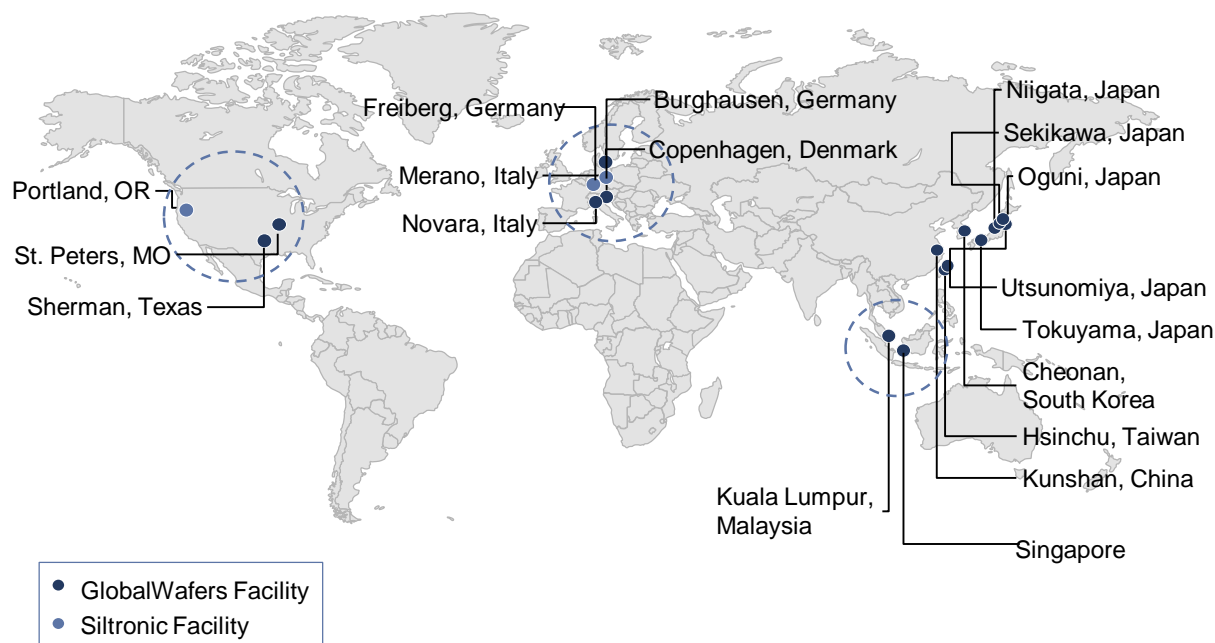 Freiberg, Germany
Burghausen, Germany
Niigata, Japan
Sekikawa, Japan
Copenhagen, Denmark
Merano, Italy
Oguni, Japan
Portland, OR
Novara, Italy
St. Peters, MO
Sherman, Texas
Utsunomiya, Japan
Tokuyama, Japan
Cheonan,
South Korea
Hsinchu, Taiwan
Kunshan, China
Kuala Lumpur,
Malaysia
Singapore
GlobalWafers Facility
Siltronic Facility